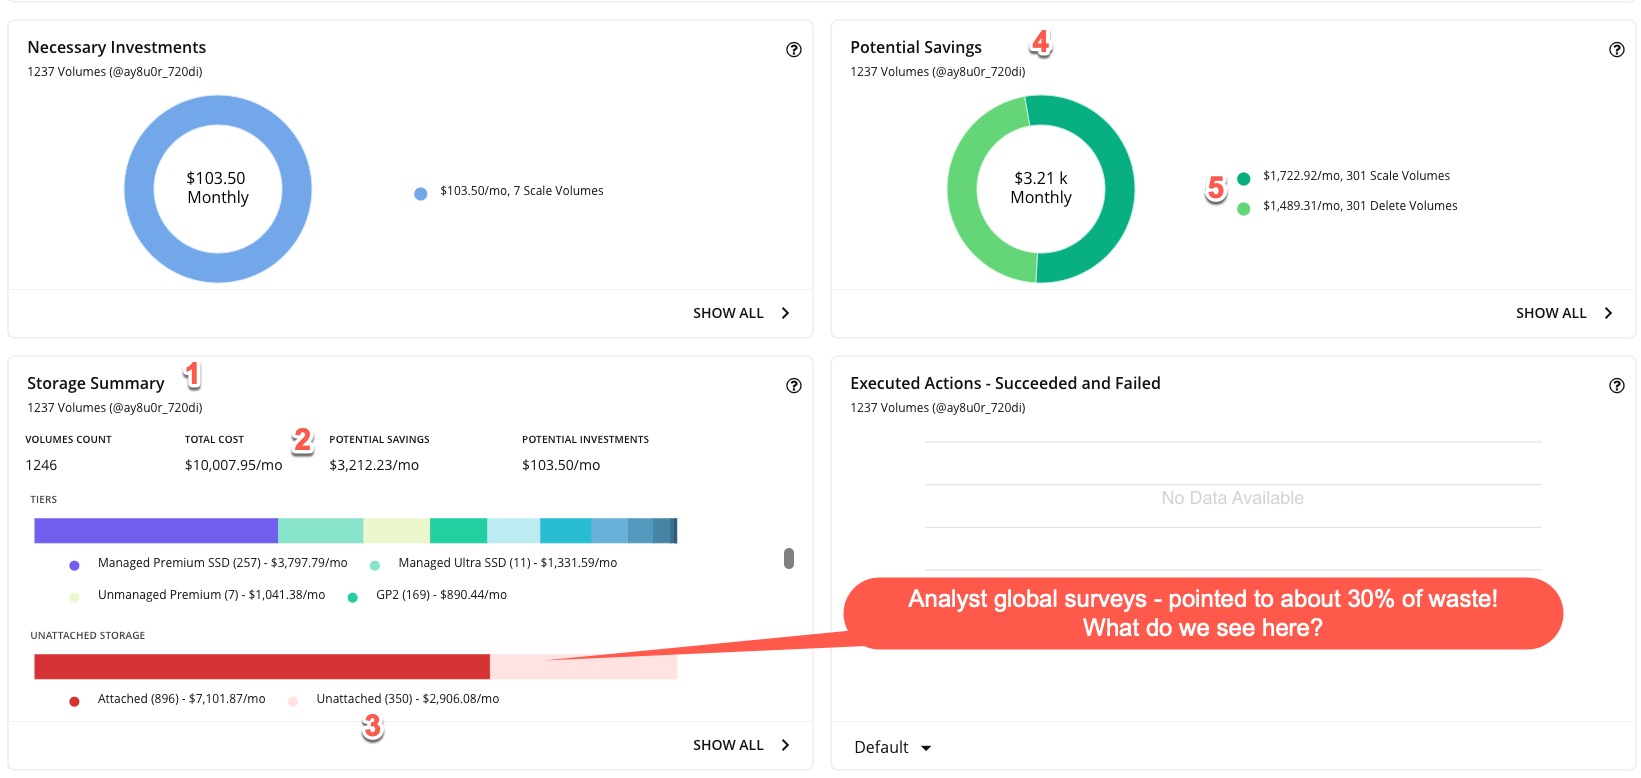 Necessary Investments
1237 Volumes (@ay8u0r_720di)
$103.50
Monthly
$103.50/mo, 7 Scale Volumes
SHOW ALL
Potential Savings 4
1237 Volumes (@ay8u0r_720di)
$3.21 k
Monthly
5
$1,722.92/mo, 301 Scale Volumes
$1,489.31/mo, 301 Delete Volumes
SHOW ALL
Storage Summary 1
1237 Volumes (@ay8u0r_720di)
VOLUMES COUNT TOTAL COST 2 POTENTIAL SAVINGS POTENTIAL INVESTMENTS
1246 $10,007.95/mo $3,212.23/mo $103.50/mo
TIERS
Managed Premium SSD (257) - $3,797.79/mo Managed Ultra SSD (11) - $1,331.59/mo
Unmanaged Premium (7) - $1,041.38/mo GP2 (169) - $890.44/mo
UNATTACHED STORAGE
Attached (896) - $7,101.87/mo Unattached (350) - $2,906.08/mo
3
SHOW ALL
Executed Actions - Succeeded and Failed
1237 Volumes (@ay8u0r_720di)
No Data Available
Analyst global surveys - pointed to about 30% of waste!
What do we see here?
Default